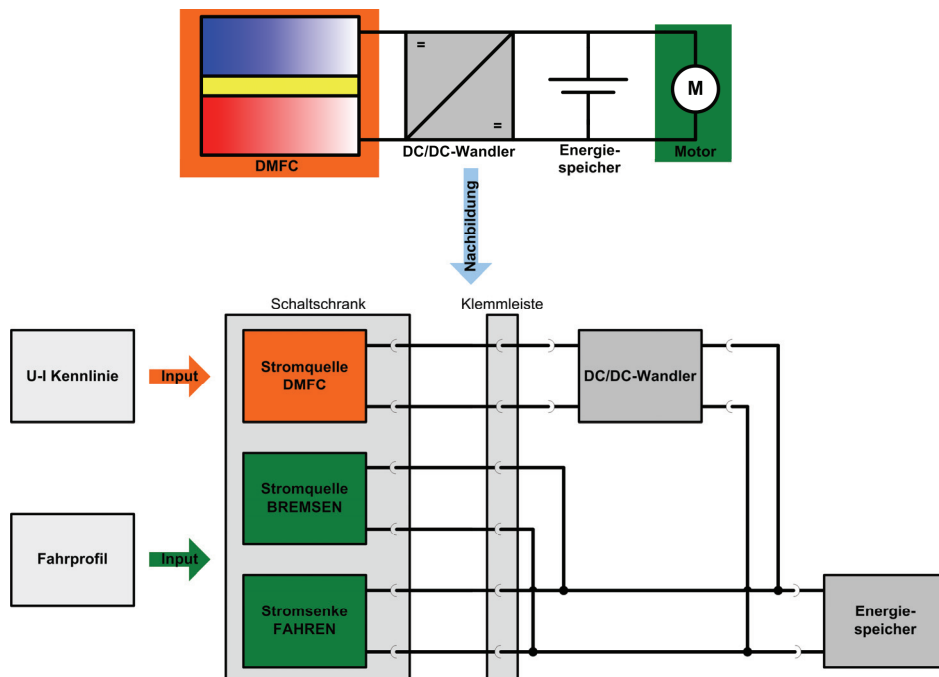 =
=
M
DMFC
DC/DC-Wandler
Energie-
speicher
Motor
Nachbildung
Schaltschrank
Klemmleiste
U-I Kennlinie
Input
Stromquelle
DMFC
DC/DC-Wandler
Stromquelle
BREMSEN
Fahrprofil
Input
Stromsenke
FAHREN
Energie-
speicher